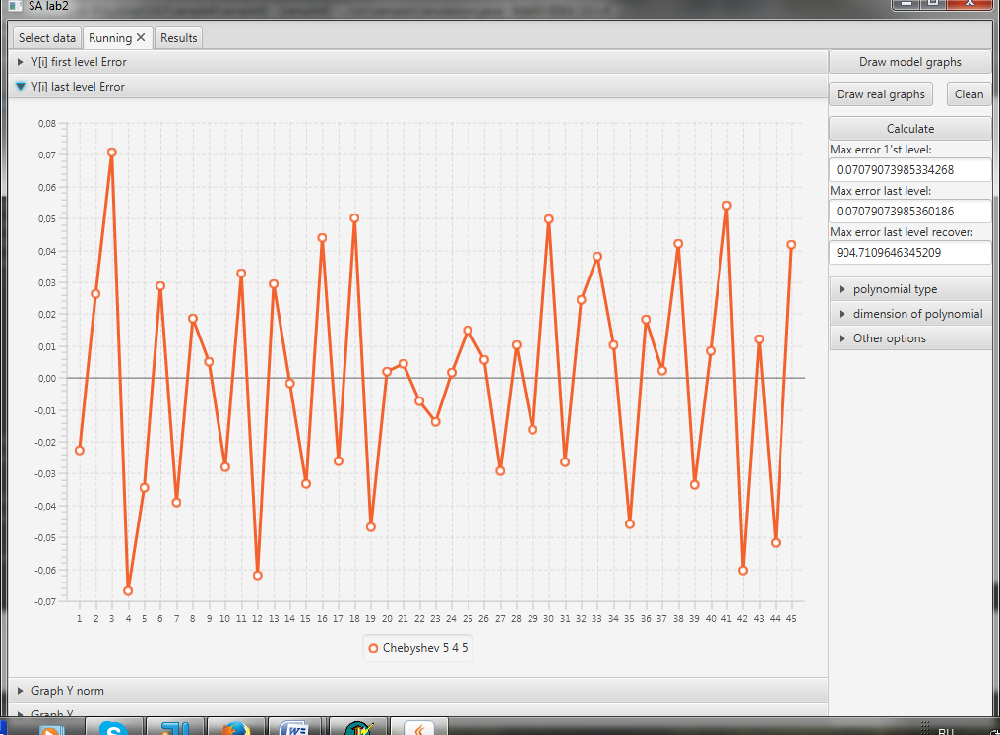 SA lab2
Select data Running Results
Y[i] first level Error
Y[i] last level Error
0,08
0,07
0,06
0,05
0,04
0,03
0,02
0,01
0,00
-0,01
-0,02
-0,03
-0,04
-0,05
-0,06
-0,07
1 2 3 4 5 6 7 8 9 10 11 12 13 14 15 16 17 18 19 20 21 22 23 24 25 26 27 28 29 30 31 32 33 34 35 36 37 38 39 40 41 42 43 44 45
Chebyshev 5 4 5
Graph Y norm
Graph Y
Draw model graphs
Draw real graphs Clean
Calculate
Max error 1'st level:
0.07079073985334268
Max error last level:
0.07079073985360186
Max error last level recover:
904.7109646345209
polynomial type
dimension of polynomial
Other options
RU